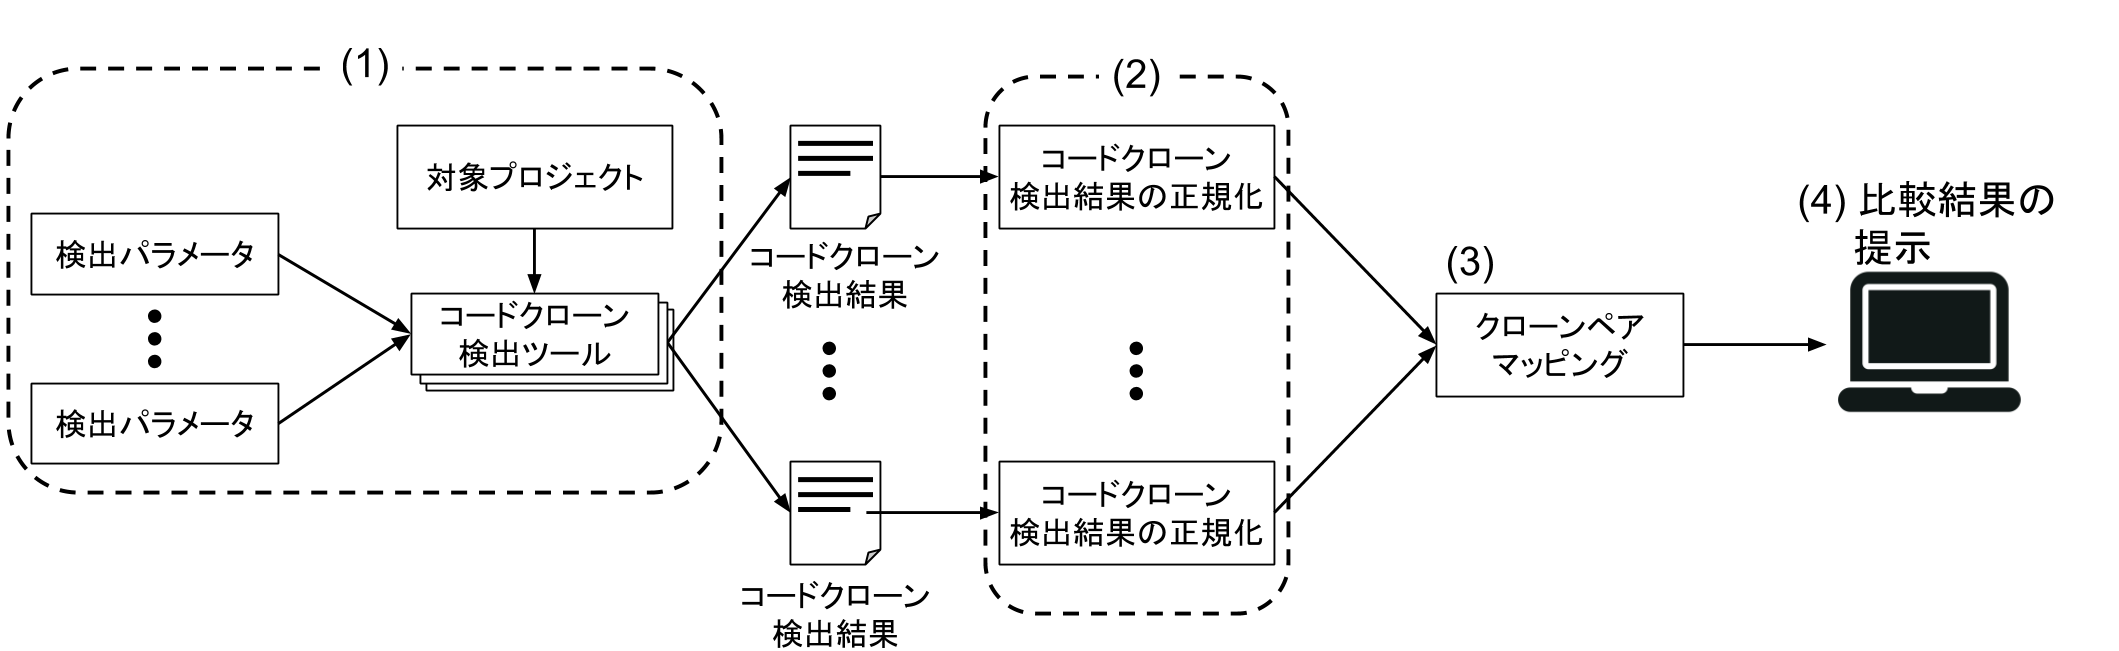 (1)
対象プロジェクト
検出パラメータ
検出パラメータ
コードクローン
検出ツール
コードクローン
検出結果
コードクローン
検出結果
(2)
コードクローン
検出結果の正規化
コードクローン
検出結果の正規化
(3)
クローンペア
マッピング
(4) 比較結果の
提示